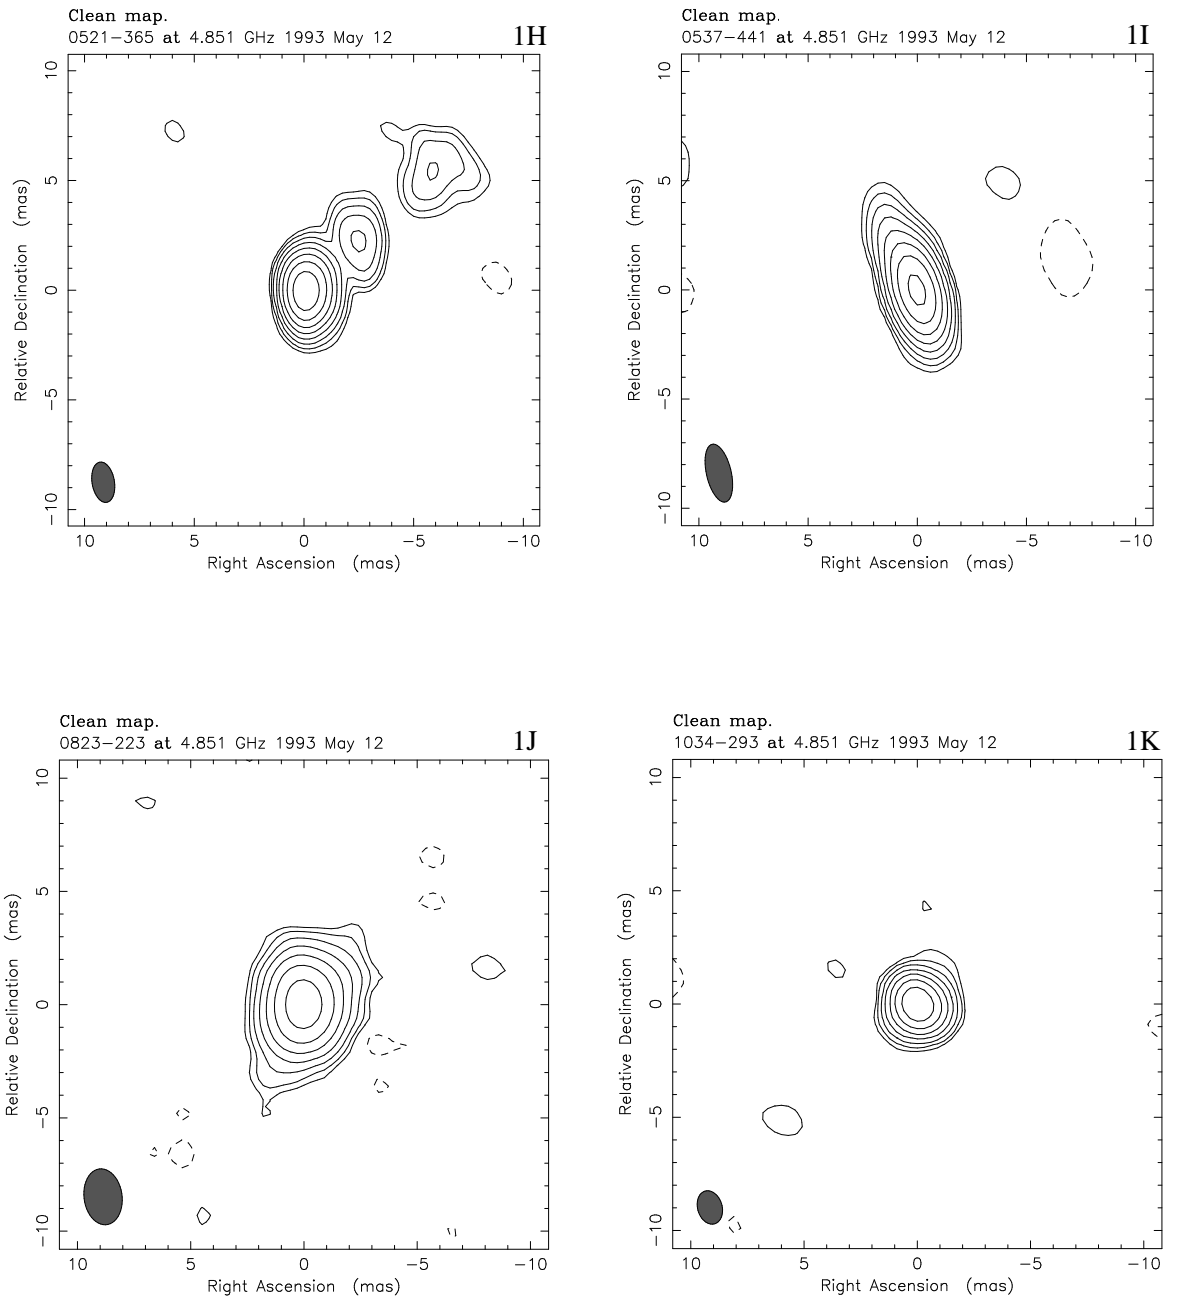 Clean map.
0521−365 at 4.851 GHz 1993 May 12
1H
Relative Declination (mas)
10
5
0
−5
−10
10
5
0
−5
−10
Right Ascension (mas)
Clean map.
0537−441 at 4.851 GHz 1993 May 12
1I
Relative Declination (mas)
10
5
0
−5
−10
10
5
0
−5
−10
Right Ascension (mas)
Clean map.
0823−223 at 4.851 GHz 1993 May 12
1J
Relative Declination (mas)
10
5
0
−5
−10
10
5
0
−5
−10
Right Ascension (mas)
Clean map.
1034−293 at 4.851 GHz 1993 May 12
1K
Relative Declination (mas)
10
5
0
−5
−10
10
5
0
−5
−10
Right Ascension (mas)